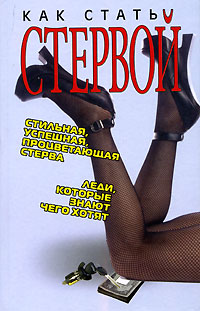 КАК СТАТЬ
СТЕРВОЙ
СТИЛЬНАЯ,
УСПЕШНАЯ,
ПРОЦВЕТАЮЩАЯ
СТЕРВА
ЛЕДИ,
КОТОРЫЕ
ЗНАЮТ
ЧЕГО ХОТЯТ